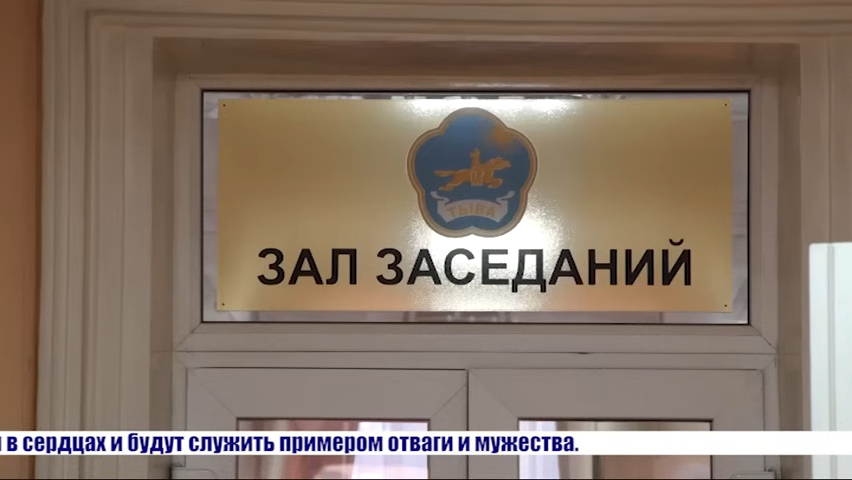 ТЫВА
ЗАЛ ЗАСЕДАНИЙ
в сердцах и будут служить примером отваги и мужества.